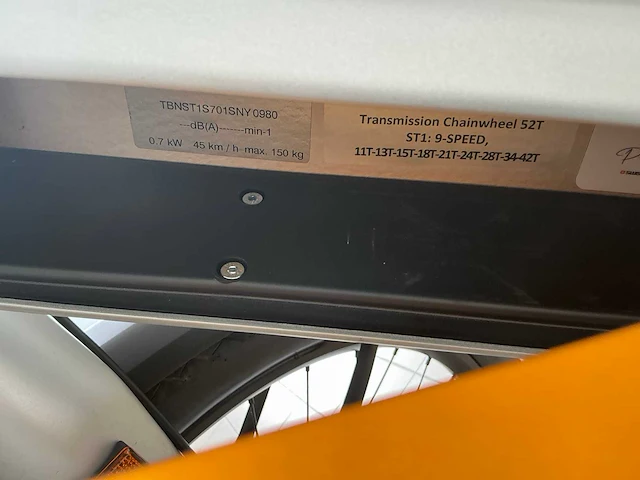 TBNST1S701SNY0980
---dB(A)-------min-1
0.7 kW 45 km / h-max. 150 kg
Transmission Chainwheel 52T
ST1: 9-SPEED,
11T-13T-15T-18T-21T-24T-28T-34-42T